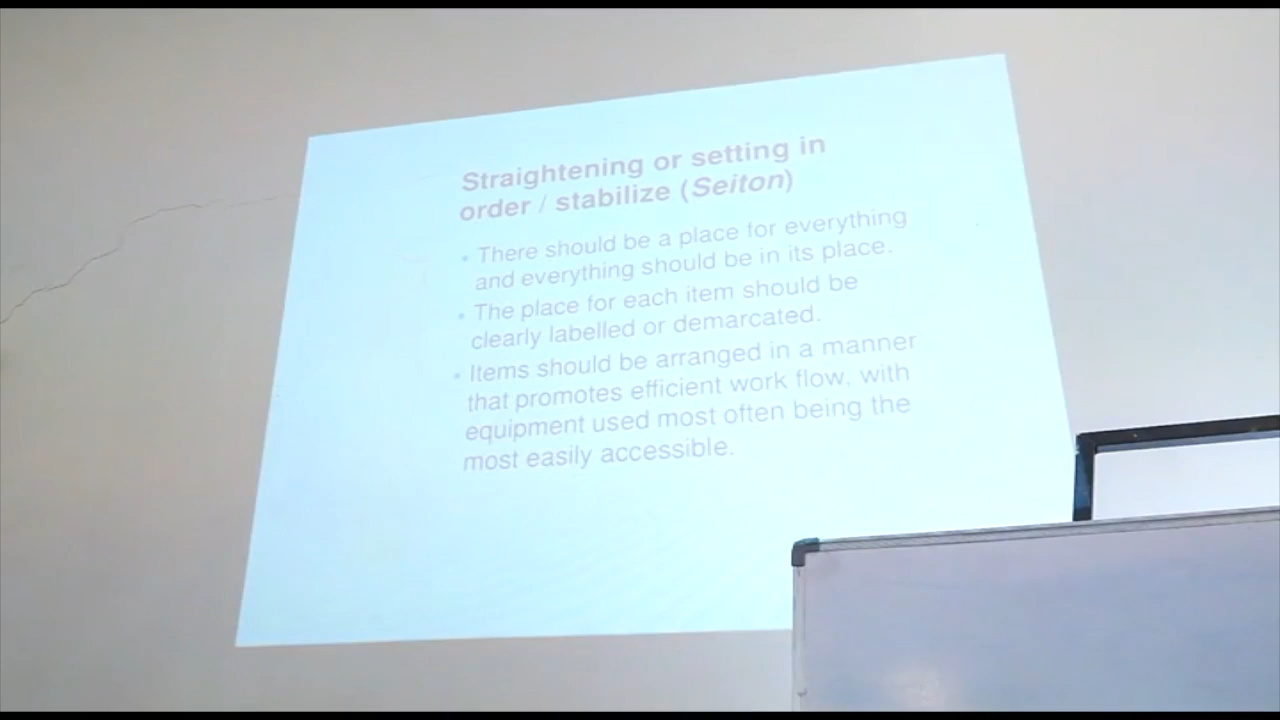 Straightening or setting in
order / stabilize (Seiton)
• There should be a place for everything
and everything should be in its place.
• The place for each item should be
clearly labelled or demarcated.
• Items should be arranged in a manner
that promotes efficient work flow, with
equipment used most often being the
most easily accessible.